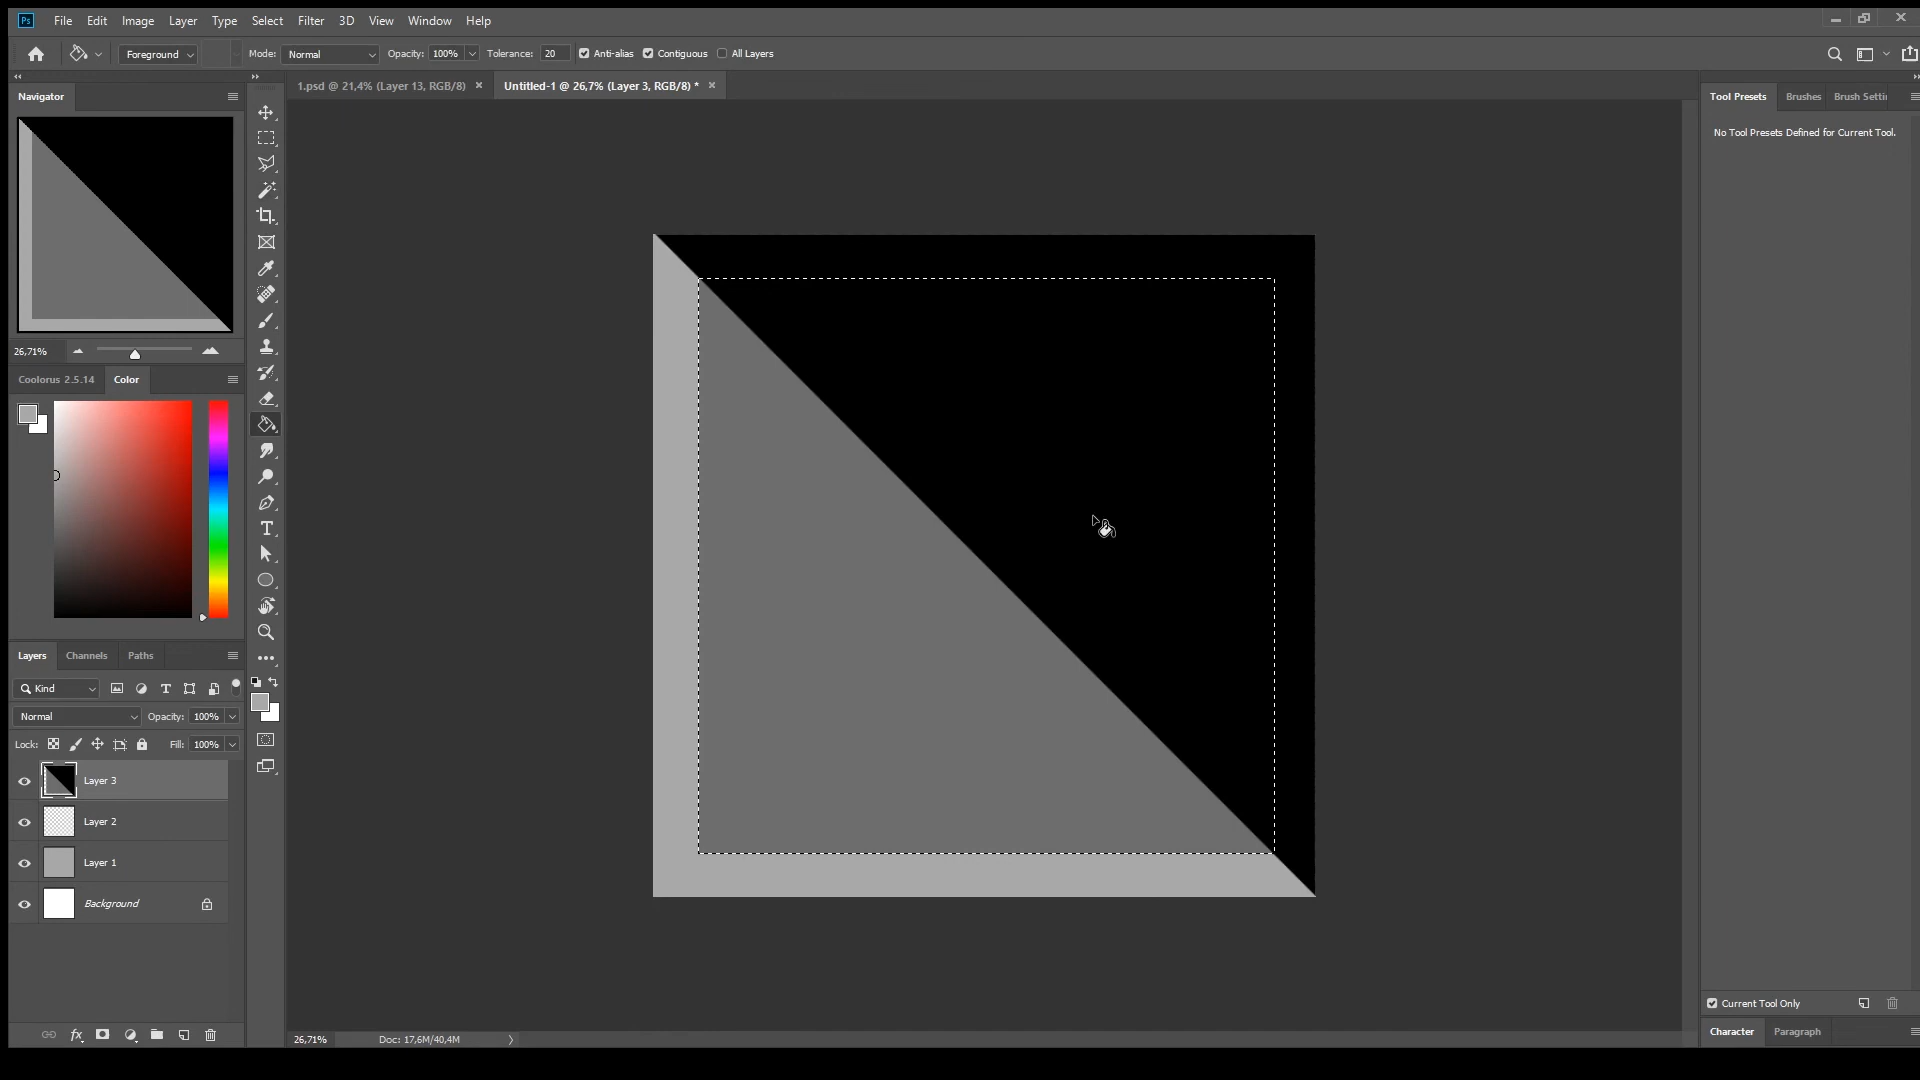 Ps File Edit Image Layer Type Select Filter 3D View Window Help
Foreground Mode: Normal Opacity: 100% Tolerance: 20 Anti-alias Contiguous All Layers
1.psd @ 21,4% (Layer 13, RGB/8) × Untitled-1 @ 26,7% (Layer 3, RGB/8) * ×
Navigator
Tool Presets Brushes Brush Setti
No Tool Presets Defined for Current Tool.
26,71%
Coolorus 2.5.14 Color
Layers Channels Paths
Kind
Normal Opacity: 100%
Lock: Fill: 100%
Layer 3
Layer 2
Layer 1
Background
fx
Current Tool Only
26,71% Doc: 17,6M/40,4M
Character Paragraph